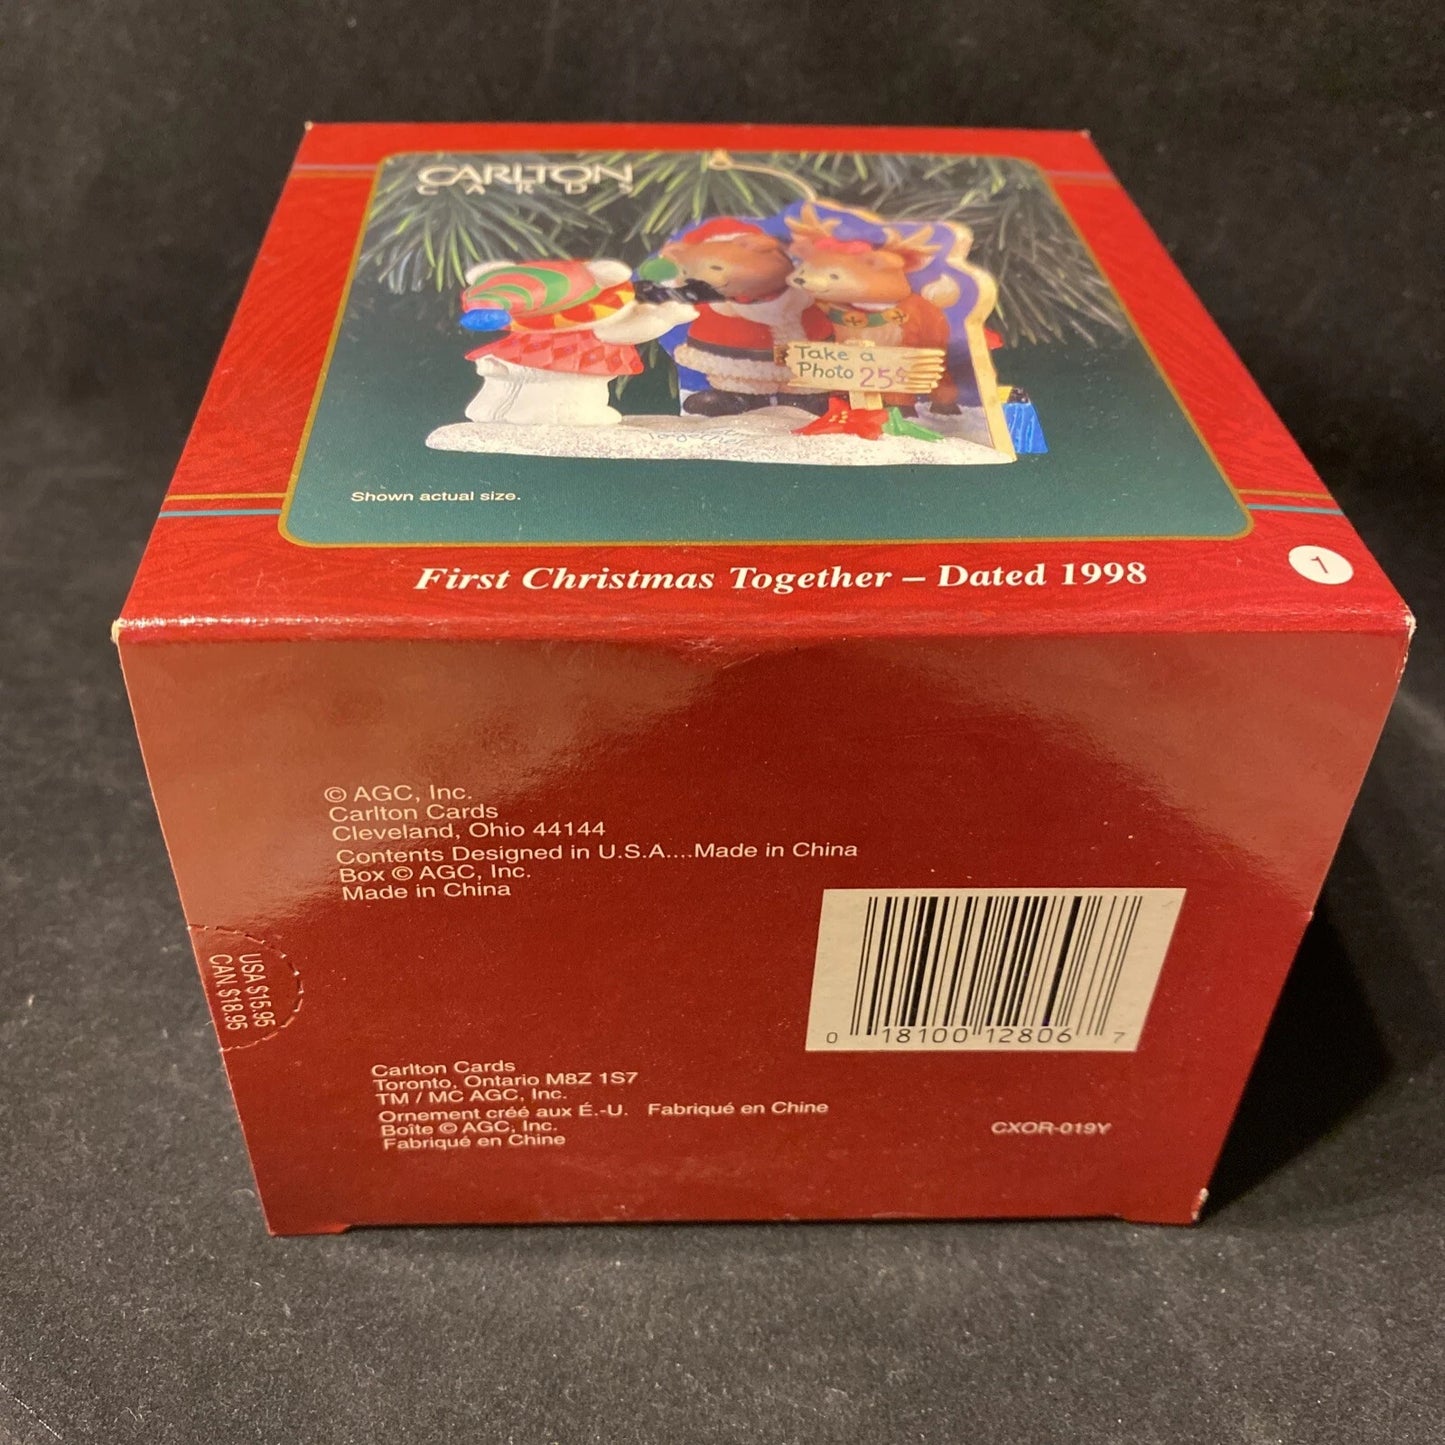 CARLTON
CARDS
Take a
Photo 25¢
Together
Shown actual size.
First Christmas Together – Dated 1998
1
© AGC, Inc.
Carlton Cards
Cleveland, Ohio 44144
Contents Designed in U.S.A....Made in China
Box © AGC, Inc.
Made in China
USA $15.95
CAN. $18.95
0 18100 12806 7
Carlton Cards
Toronto, Ontario M8Z 1S7
TM / MC AGC, Inc.
Ornement créé aux É.-U. Fabriqué en Chine
Boîte © AGC, Inc.
Fabriqué en Chine
CXOR-019Y